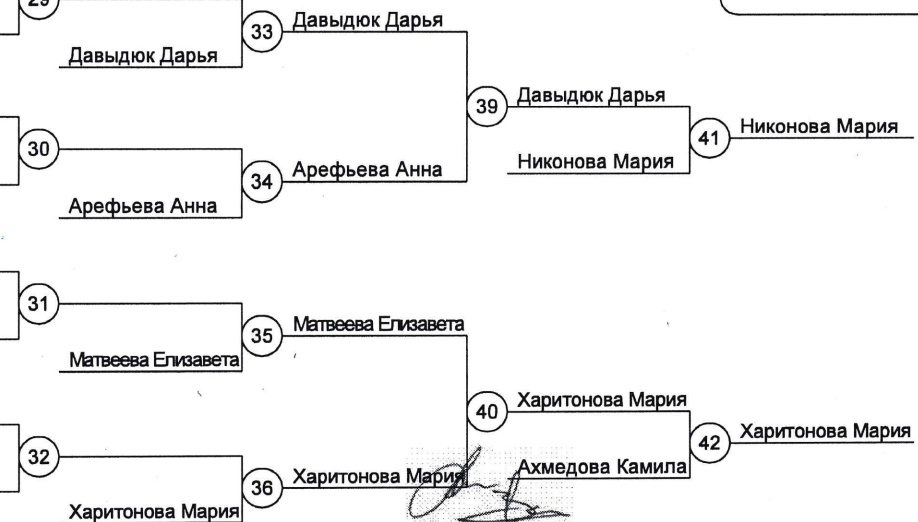 29
33
Давыдюк Дарья
Давыдюк Дарья
39
Давыдюк Дарья
41
Никонова Мария
30
Никонова Мария
34
Арефьева Анна
Арефьева Анна
31
35
Матвеева Елизавета
Матвеева Елизавета
40
Харитонова Мария
42
Харитонова Мария
32
36
Харитонова Мария
Ахмедова Камила
Харитонова Мария